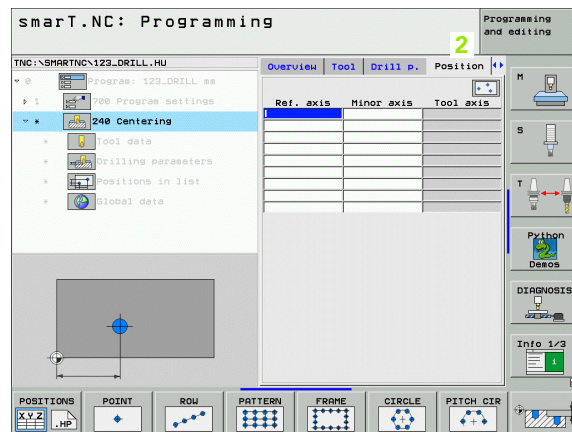 smarT.NC: Programming
Programming
and editing
2
TNC:\SMARTNC\123_DRILL.HU
Overview Tool Drill p. Position
0 Program: 123_DRILL mm
1 700 Program settings
* 240 Centering
* Tool data
* Drilling parameters
* Positions in list
* Global data
Ref. axis Minor axis Tool axis
M
S
T
Python
Demos
DIAGNOSIS
Info 1/3
i
POSITIONS POINT ROW PATTERN FRAME CIRCLE PITCH CIR
XYZ .HP